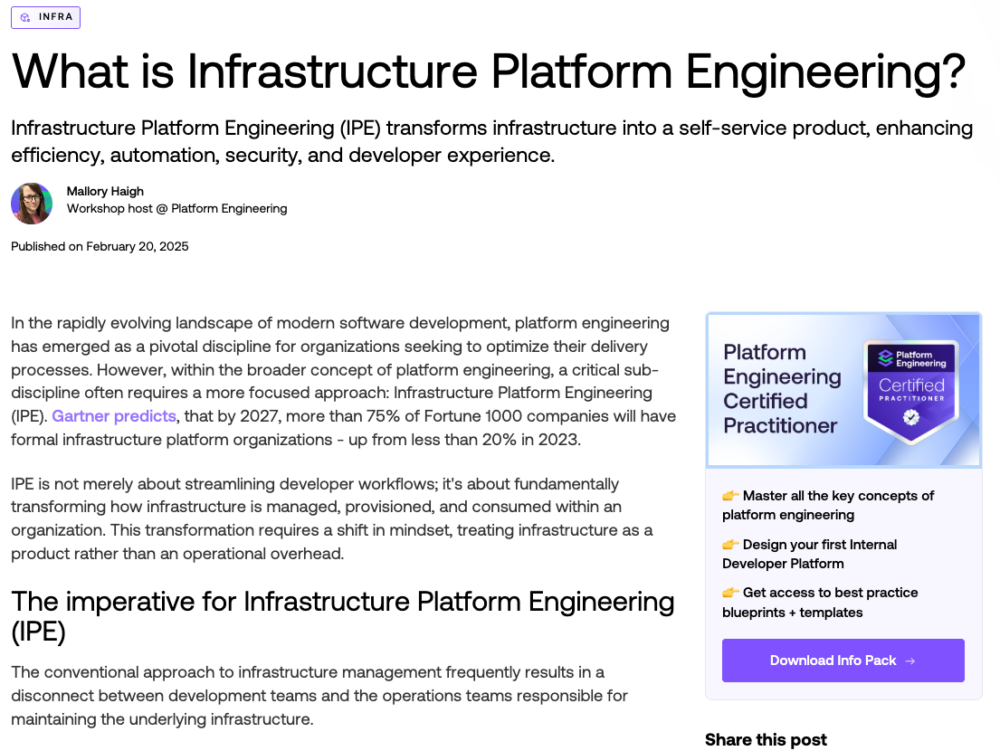 INFRA
What is Infrastructure Platform Engineering?
Infrastructure Platform Engineering (IPE) transforms infrastructure into a self-service product, enhancing
efficiency, automation, security, and developer experience.
Mallory Haigh
Workshop host @ Platform Engineering
Published on February 20, 2025
In the rapidly evolving landscape of modern software development, platform engineering
has emerged as a pivotal discipline for organizations seeking to optimize their delivery
processes. However, within the broader concept of platform engineering, a critical sub-
discipline often requires a more focused approach: Infrastructure Platform Engineering
(IPE). Gartner predicts, that by 2027, more than 75% of Fortune 1000 companies will have
formal infrastructure platform organizations - up from less than 20% in 2023.
IPE is not merely about streamlining developer workflows; it's about fundamentally
transforming how infrastructure is managed, provisioned, and consumed within an
organization. This transformation requires a shift in mindset, treating infrastructure as a
product rather than an operational overhead.
The imperative for Infrastructure Platform Engineering
(IPE)
The conventional approach to infrastructure management frequently results in a
disconnect between development teams and the operations teams responsible for
maintaining the underlying infrastructure.
Platform
Engineering
Certified
Practitioner
Platform
Engineering
Certified
PRACTITIONER
👉 Master all the key concepts of
platform engineering
👉 Design your first Internal
Developer Platform
👉 Get access to best practice
blueprints + templates
Download Info Pack →
Share this post